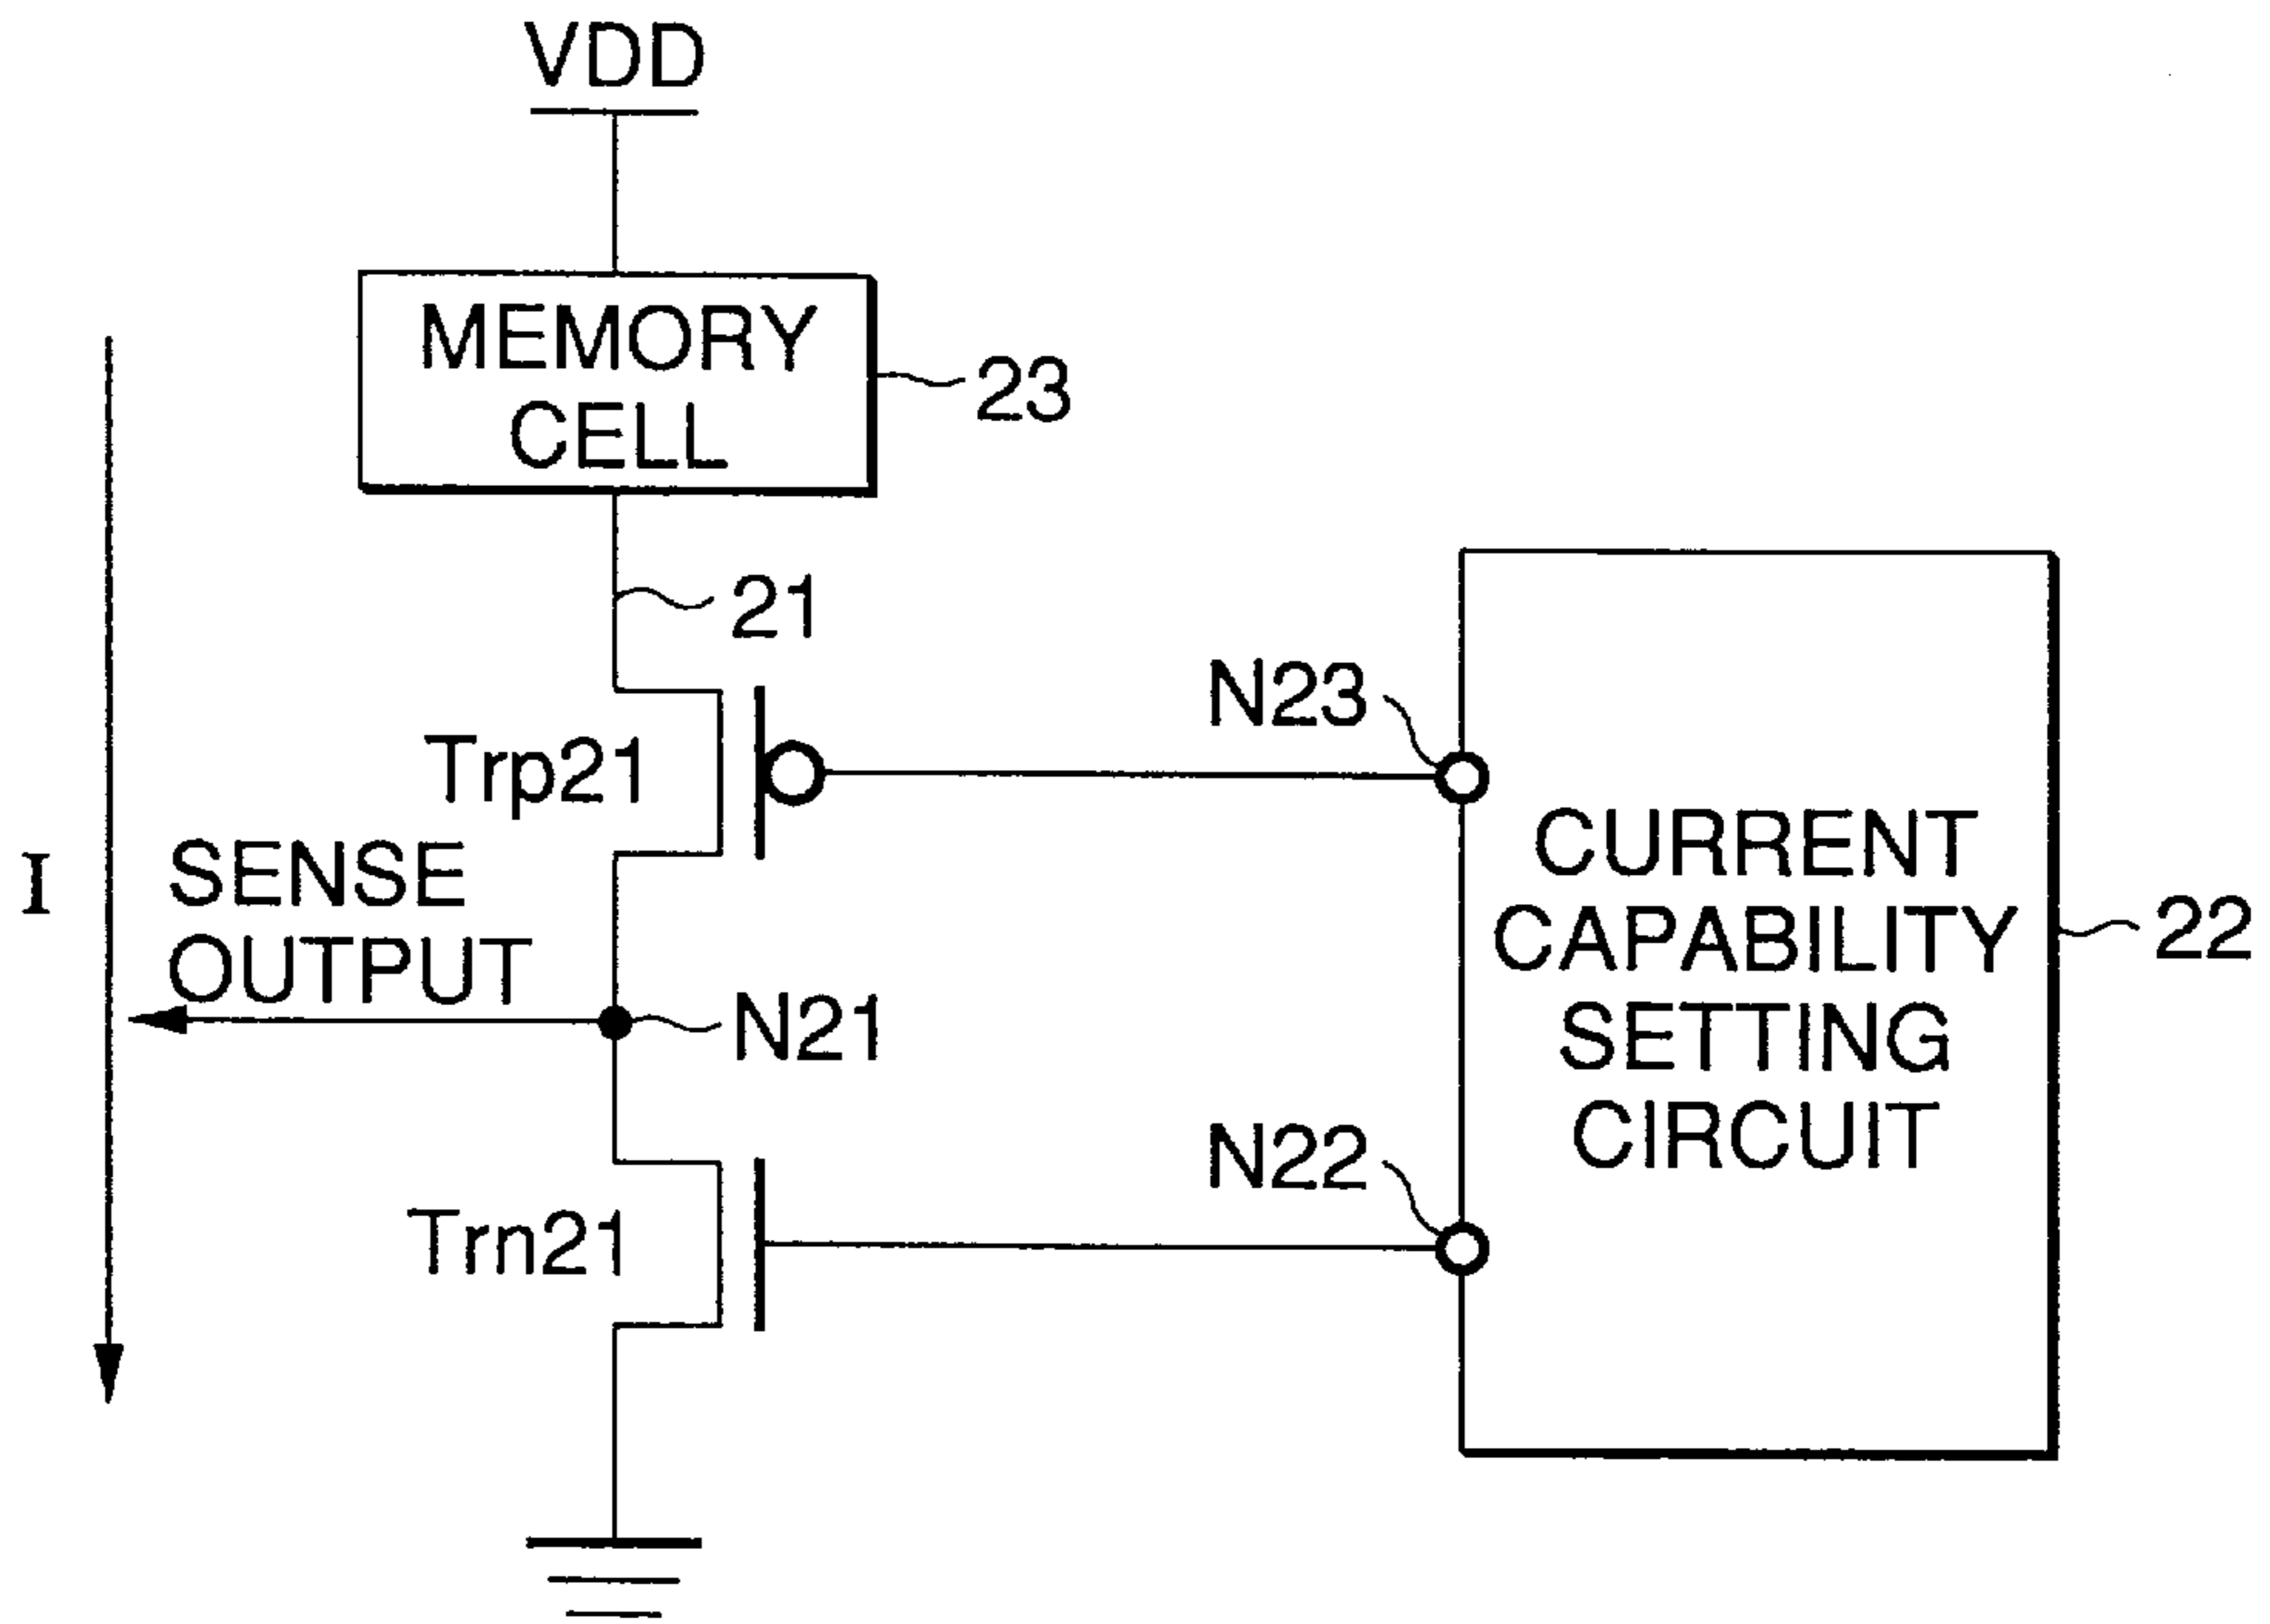 VDD
MEMORY
CELL
23
21
N23
Trp21
CURRENT
CAPABILITY
SETTING
CIRCUIT
22
I
SENSE
OUTPUT
N21
N22
Trn21